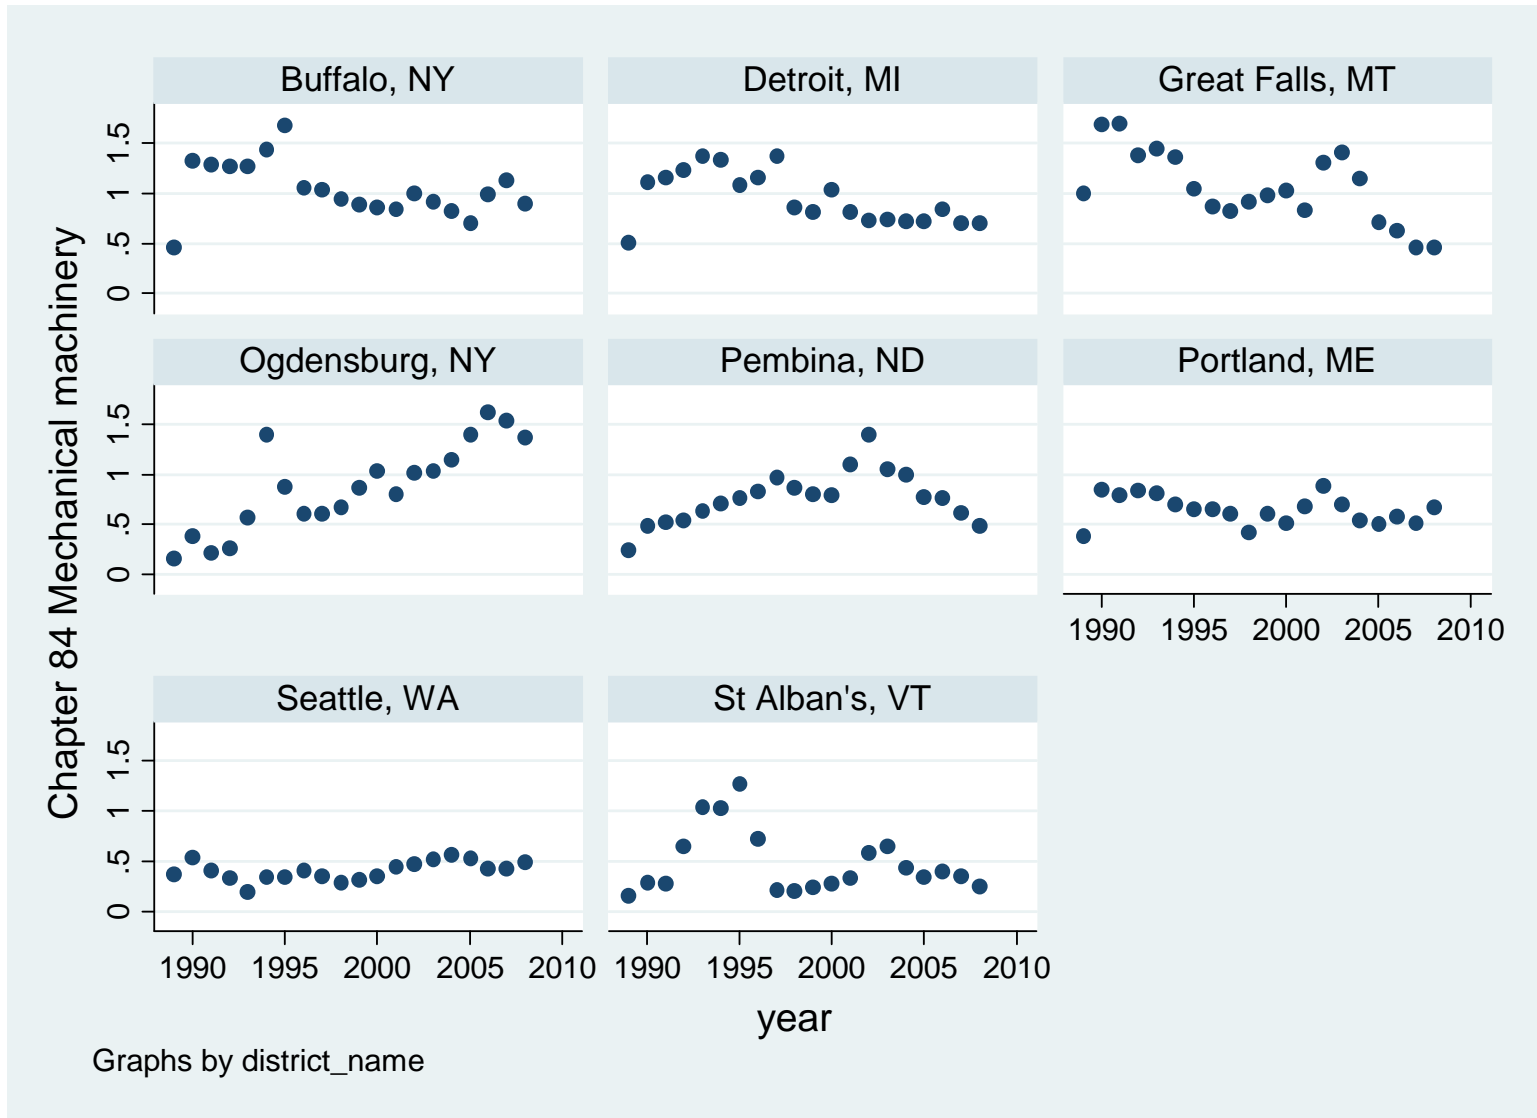 Chapter 84 Mechanical machinery
Buffalo, NY
Detroit, MI
Great Falls, MT
1.5
1
.5
0
Ogdensburg, NY
Pembina, ND
Portland, ME
1.5
1
.5
0
1990 1995 2000 2005 2010
Seattle, WA
St Alban's, VT
1.5
1
.5
0
1990 1995 2000 2005 2010
1990 1995 2000 2005 2010
year
Graphs by district_name